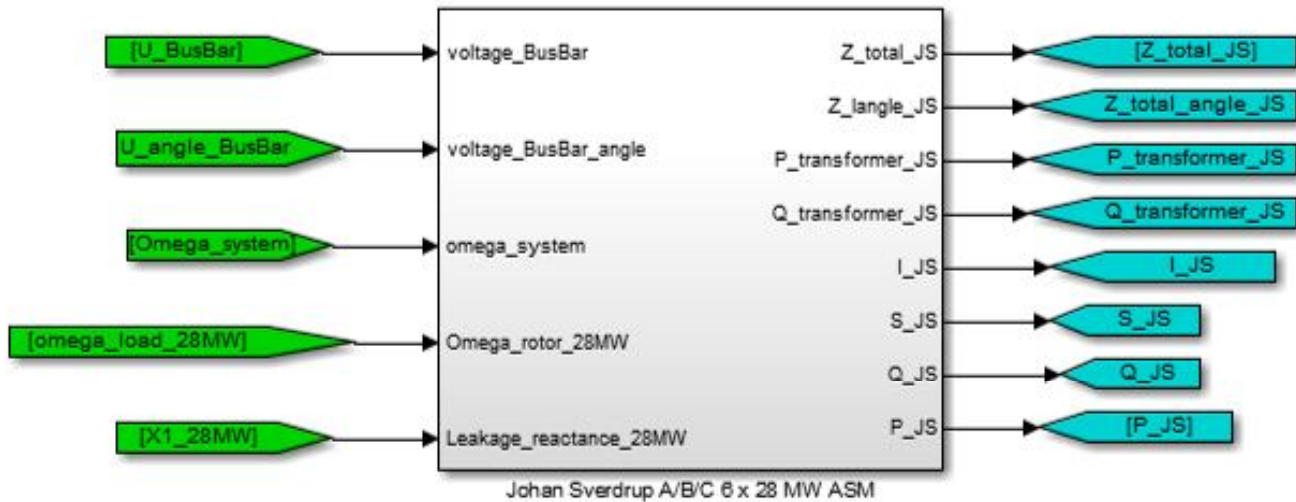 [U_BusBar]
voltage_BusBar
Z_total_JS
[Z_total_JS]
Z_langle_JS
Z_total_angle_JS
U_angle_BusBar
voltage_BusBar_angle
P_transformer_JS
P_transformer_JS
Q_transformer_JS
Q_transformer_JS
[Omega_system]
omega_system
I_JS
I_JS
S_JS
S_JS
[omega_load_28MW]
Omega_rotor_28MW
Q_JS
Q_JS
[X1_28MW]
Leakage_reactance_28MW
P_JS
[P_JS]
Johan Sverdrup A/B/C 6 x 28 MW ASM